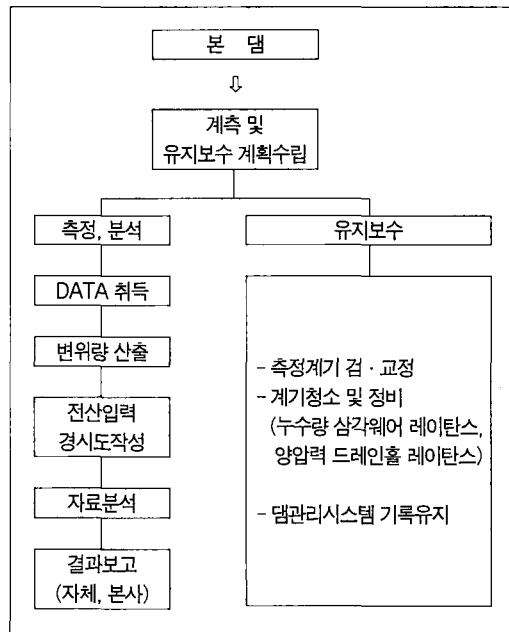 본 댐
⇩
계측 및
유지보수 계획수립
측정, 분석
DATA 취득
변위량 산출
전산입력
경시도작성
자료분석
결과보고
(자체, 본사)
유지보수
- 측정계기 검 · 교정
- 계기청소 및 정비
(누수량 삼각웨어 레이탄스,
양압력 드레인홀 레이탄스)
- 댐관리시스템 기록유지